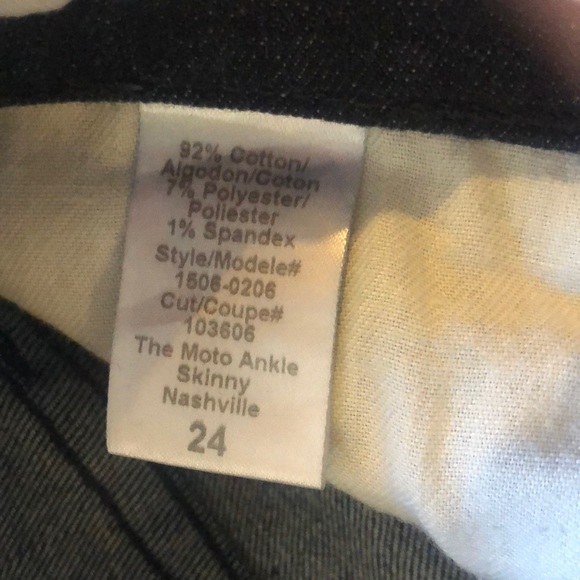 92% Cotton/
Algodon/Coton
7% Polyester/
Poliester
1% Spandex
Style/Modele#
1506-0206
Cut/Coupe#
103606
The Moto Ankle
Skinny
Nashville
24